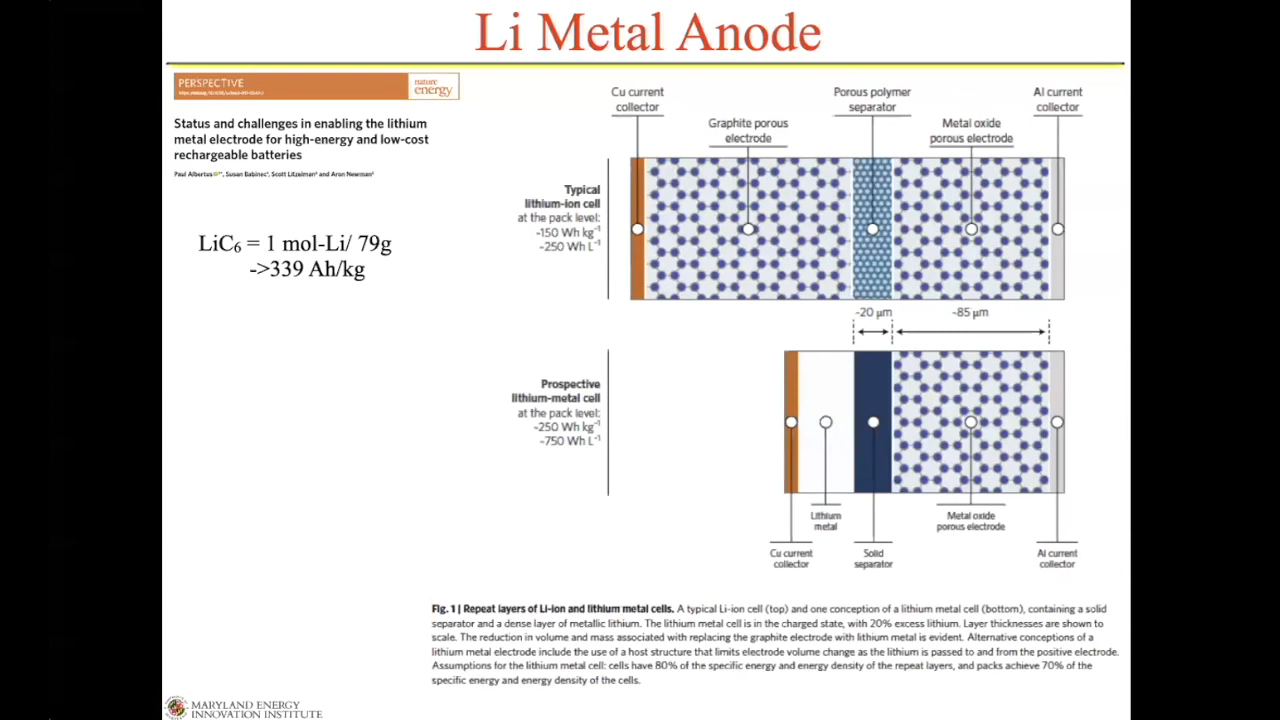 Li Metal Anode
PERSPECTIVE
nature
energy
Status and challenges in enabling the lithium
metal electrode for high-energy and low-cost
rechargeable batteries
Paul Albertus, Susan Babinec, Scott Litzelman and Aron Newman
LiC₆ = 1 mol-Li/ 79g
->339 Ah/kg
Cu current
collector
Graphite porous
electrode
Porous polymer
separator
Metal oxide
porous electrode
Al current
collector
Typical
lithium-ion cell
at the pack level:
~150 Wh kg⁻¹
~250 Wh L⁻¹
~20 μm
~85 μm
Prospective
lithium-metal cell
at the pack level:
~250 Wh kg⁻¹
~750 Wh L⁻¹
Lithium
metal
Metal oxide
porous electrode
Cu current
collector
Solid
separator
Al current
collector
Fig. 1 | Repeat layers of Li-ion and lithium metal cells. A typical Li-ion cell (top) and one conception of a lithium metal cell (bottom), containing a solid
separator and a dense layer of metallic lithium. The lithium metal cell is in the charged state, with 20% excess lithium. Layer thicknesses are shown to
scale. The reduction in volume and mass associated with replacing the graphite electrode with lithium metal is evident. Alternative conceptions of a
lithium metal electrode include the use of a host structure that limits electrode volume change as the lithium is passed to and from the positive electrode.
Assumptions for the lithium metal cell: cells have 80% of the specific energy and energy density of the repeat layers, and packs achieve 70% of the
specific energy and energy density of the cells.
MARYLAND ENERGY
INNOVATION INSTITUTE